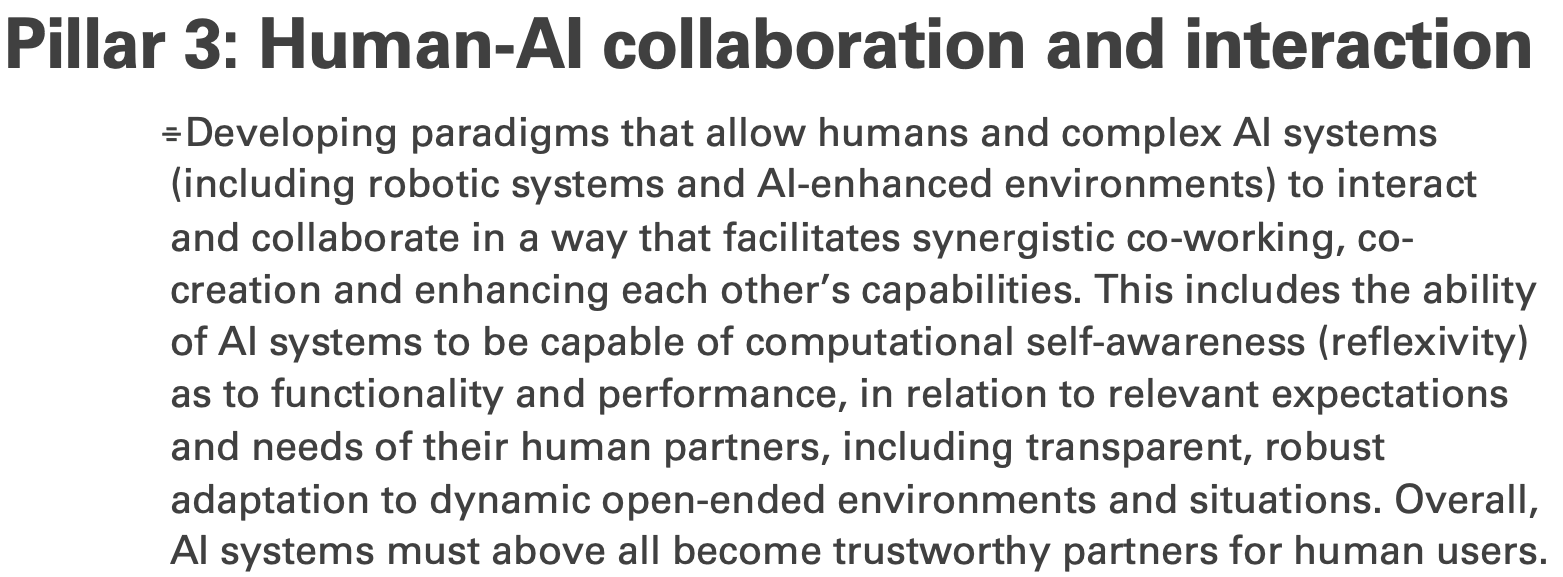 Pillar 3: Human-AI collaboration and interaction
Developing paradigms that allow humans and complex AI systems
(including robotic systems and AI-enhanced environments) to interact
and collaborate in a way that facilitates synergistic co-working, co-
creation and enhancing each other’s capabilities. This includes the ability
of AI systems to be capable of computational self-awareness (reflexivity)
as to functionality and performance, in relation to relevant expectations
and needs of their human partners, including transparent, robust
adaptation to dynamic open-ended environments and situations. Overall,
AI systems must above all become trustworthy partners for human users.